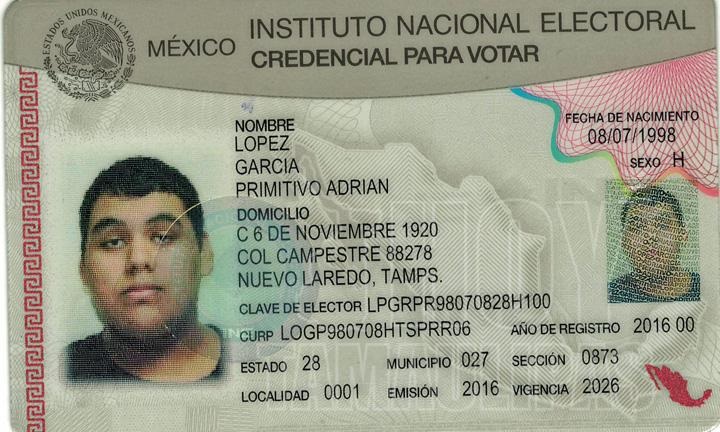 ESTADOS UNIDOS MEXICANOS
MÉXICO INSTITUTO NACIONAL ELECTORAL
CREDENCIAL PARA VOTAR
NOMBRE
LOPEZ
GARCIA
PRIMITIVO ADRIAN
FECHA DE NACIMIENTO
08/07/1998
SEXO H
DOMICILIO
C 6 DE NOVIEMBRE 1920
COL CAMPESTRE 88278
NUEVO LAREDO, TAMPS.
CLAVE DE ELECTOR LPGRPR98070828H100
CURP LOGP980708HTSPRR06 AÑO DE REGISTRO 2016 00
ESTADO 28 MUNICIPIO 027 SECCIÓN 0873
LOCALIDAD 0001 EMISIÓN 2016 VIGENCIA 2026
TAMAULIPAS